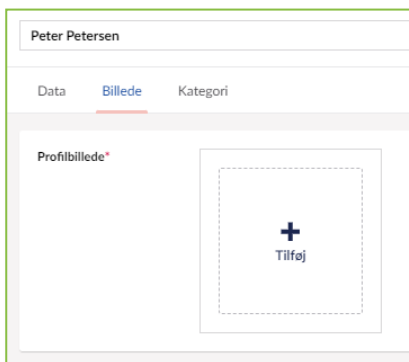 Peter Petersen
Data Billede Kategori
Profilbillede*
+
Tilføj